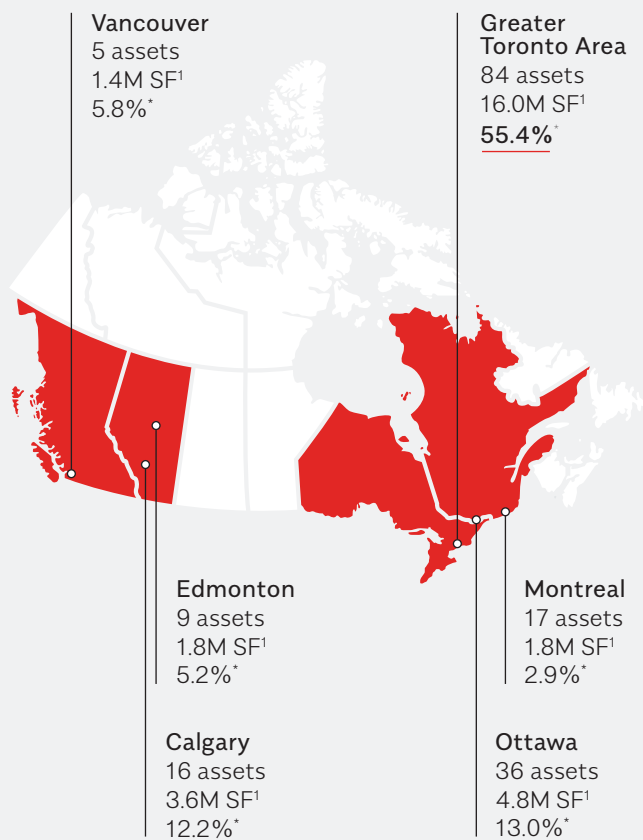 Vancouver
5 assets
1.4M SF¹
5.8%*
Greater
Toronto Area
84 assets
16.0M SF¹
55.4%*
Edmonton
9 assets
1.8M SF¹
5.2%*
Montreal
17 assets
1.8M SF¹
2.9%*
Calgary
16 assets
3.6M SF¹
12.2%*
Ottawa
36 assets
4.8M SF¹
13.0%*